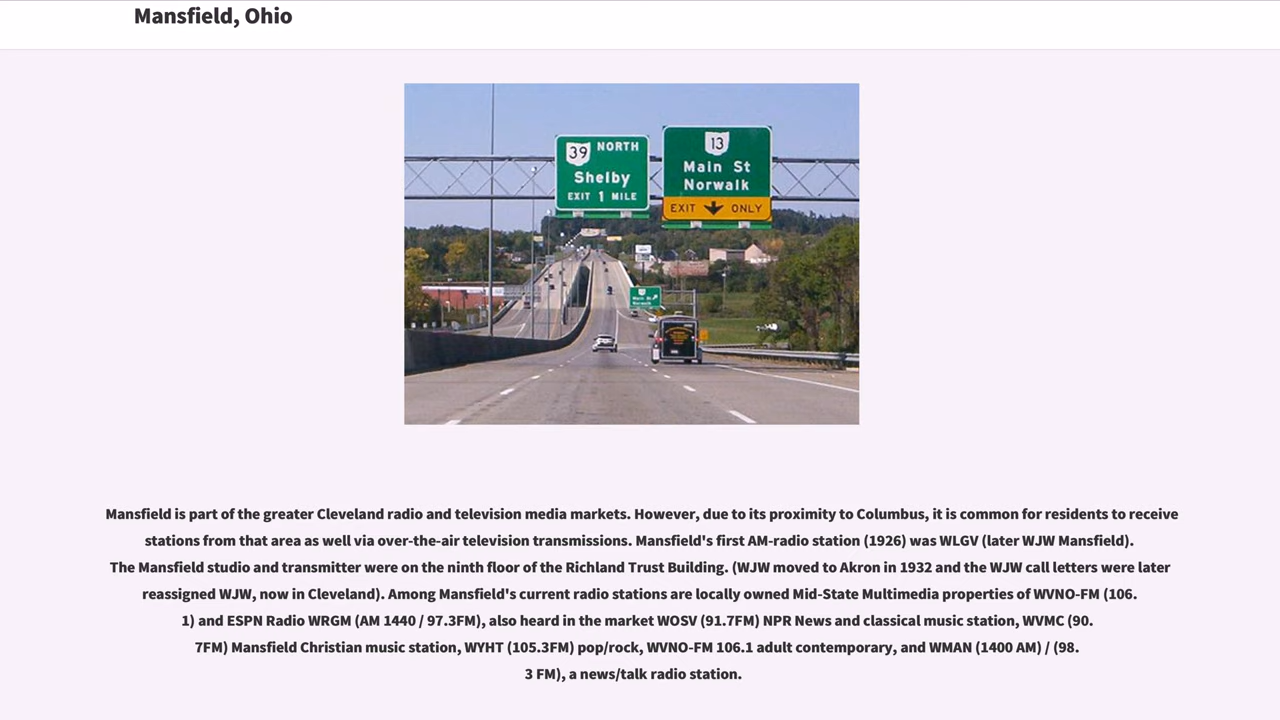 Mansfield, Ohio
39 NORTH
Shelby
EXIT 1 MILE
13
Main St
Norwalk
EXIT ONLY
Main St
Norwalk
Mansfield is part of the greater Cleveland radio and television media markets. However, due to its proximity to Columbus, it is common for residents to receive
stations from that area as well via over-the-air television transmissions. Mansfield's first AM-radio station (1926) was WLGV (later WJW Mansfield).
The Mansfield studio and transmitter were on the ninth floor of the Richland Trust Building. (WJW moved to Akron in 1932 and the WJW call letters were later
reassigned WJW, now in Cleveland). Among Mansfield's current radio stations are locally owned Mid-State Multimedia properties of WVNO-FM (106.
1) and ESPN Radio WRGM (AM 1440 / 97.3FM), also heard in the market WOSV (91.7FM) NPR News and classical music station, WVMC (90.
7FM) Mansfield Christian music station, WYHT (105.3FM) pop/rock, WVNO-FM 106.1 adult contemporary, and WMAN (1400 AM) / (98.
3 FM), a news/talk radio station.